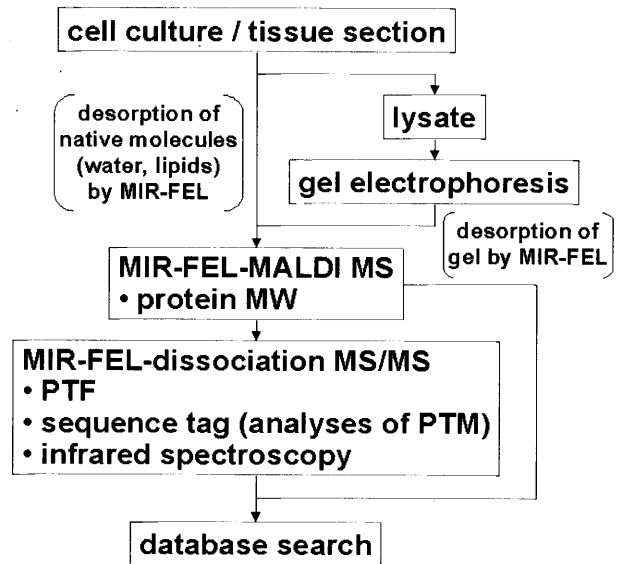 cell culture / tissue section
desorption of
native molecules
(water, lipids)
by MIR-FEL
lysate
gel electrophoresis
desorption of
gel by MIR-FEL
MIR-FEL-MALDI MS
• protein MW
MIR-FEL-dissociation MS/MS
• PTF
• sequence tag (analyses of PTM)
• infrared spectroscopy
database search